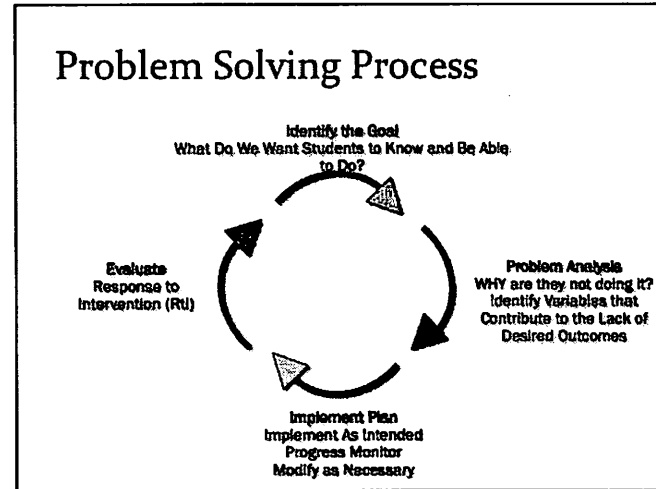 Problem Solving Process
Identify the Goal
What Do We Want Students to Know and Be Able
to Do?
Problem Analysis
WHY are they not doing it?
Identify Variables that
Contribute to the Lack of
Desired Outcomes
Implement Plan
Implement As Intended
Progress Monitor
Modify as Necessary
Evaluate
Response to
Intervention (RtI)